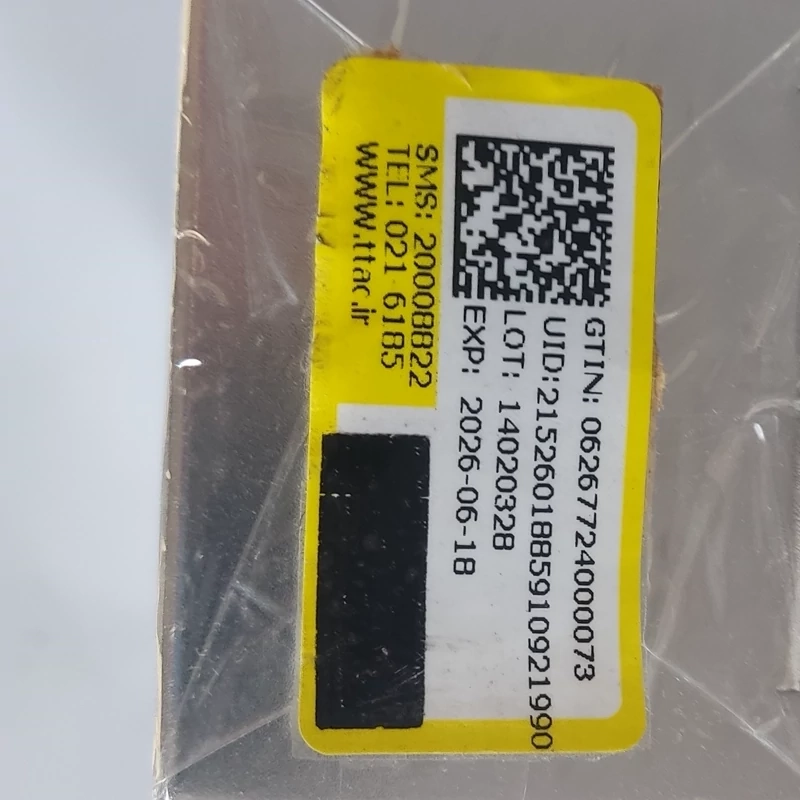 GTIN: 06267724000073
UID:21526018859109219​90
LOT: 14020328
EXP: 2026-06-18
SMS: 20008822
TEL: 021 6185
www.ttac.ir